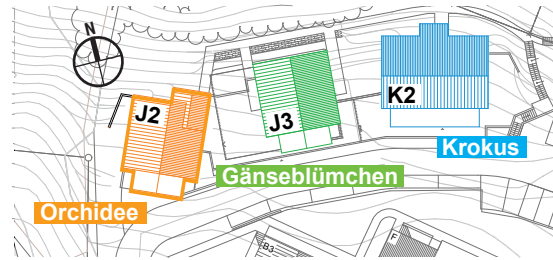 N
J2
J3
K2
Krokus
Gänseblümchen
Orchidee
B3
F